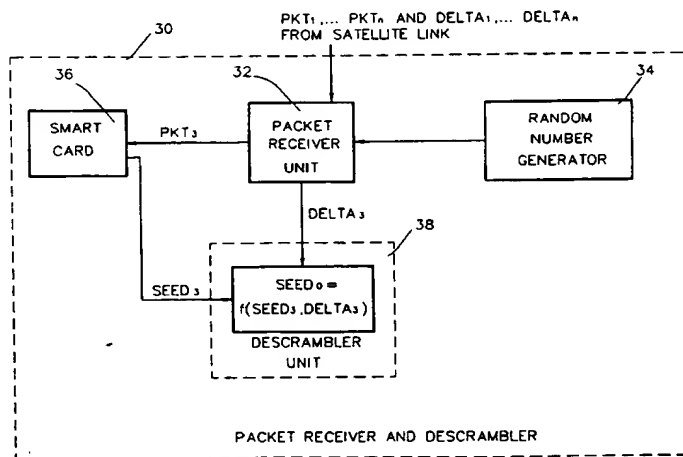 PKT₁,... PKTₙ AND DELTA₁,... DELTAₙ
FROM SATELLITE LINK
30
36
32
34
SMART
CARD
PKT₃
PACKET
RECEIVER
UNIT
RANDOM
NUMBER
GENERATOR
DELTA₃
38
SEED₃
SEED₀ =
f(SEED₃,DELTA₃)
DESCRAMBLER
UNIT
PACKET RECEIVER AND DESCRAMBLER